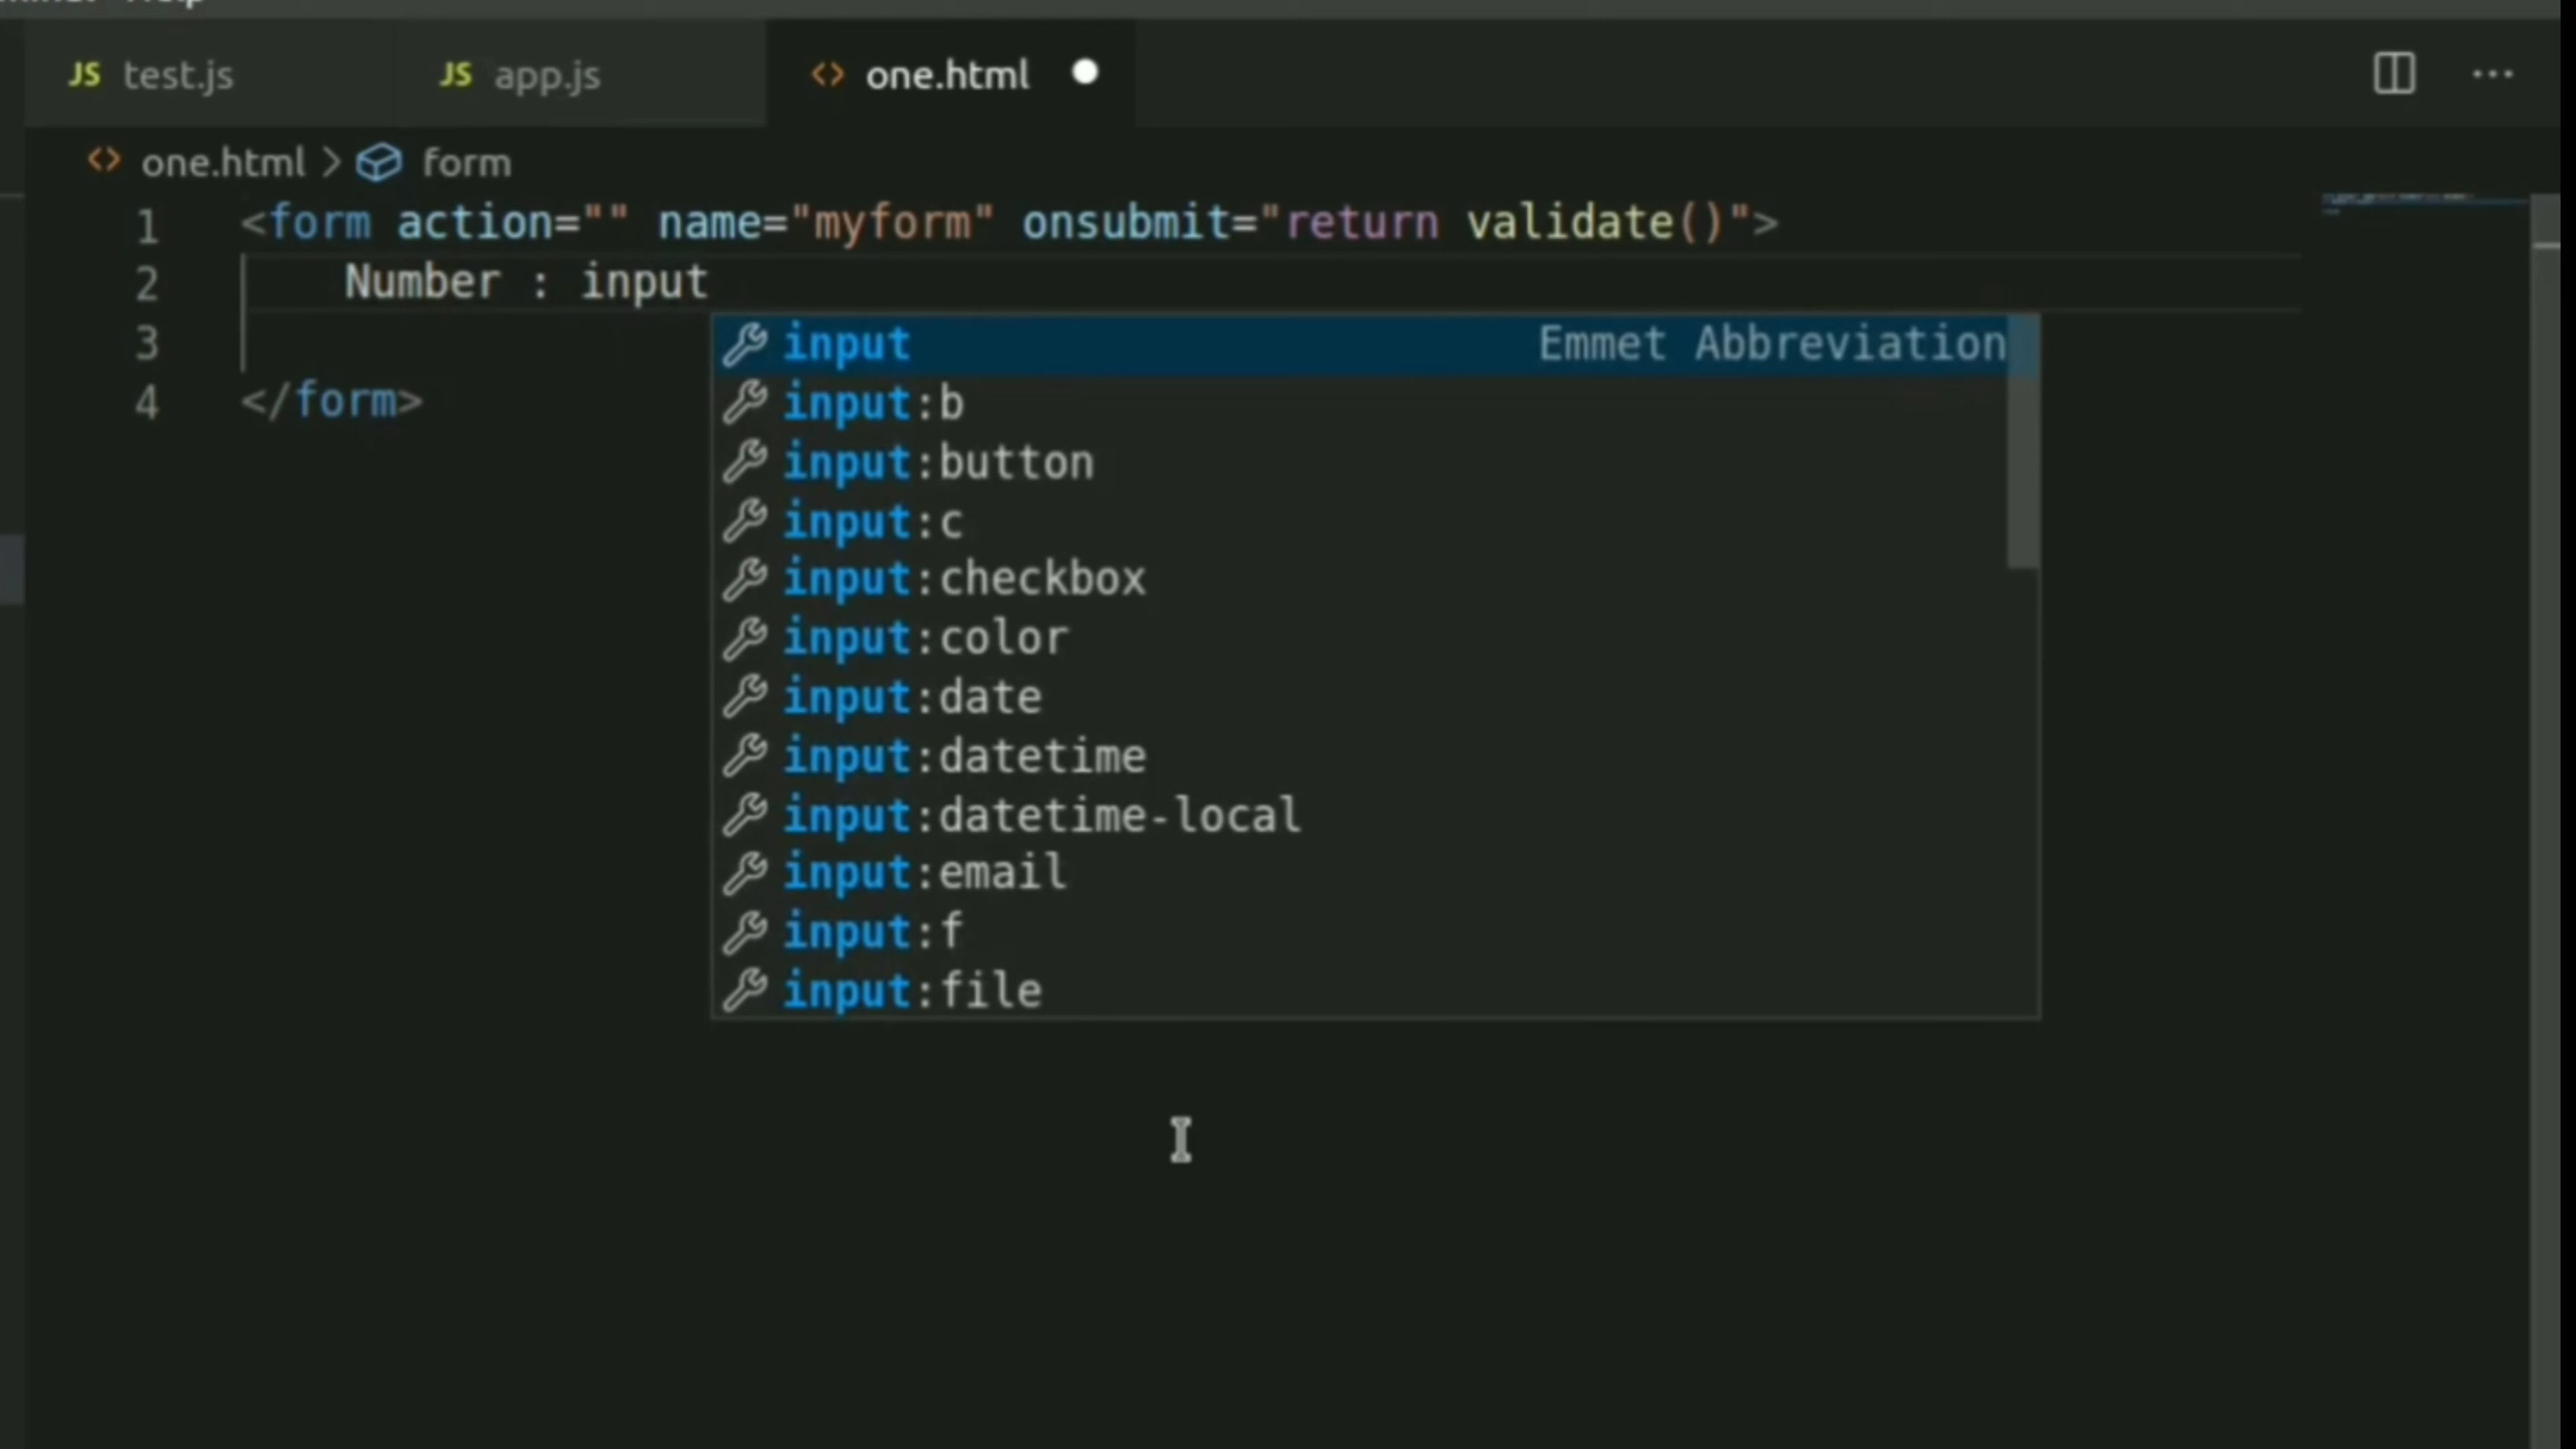 Help
JS test.js JS app.js <> one.html
<> one.html > form
1 <form action="" name="myform" onsubmit="return validate()">
2 Number : input
3
4 </form>
input Emmet Abbreviation
input:b
input:button
input:c
input:checkbox
input:color
input:date
input:datetime
input:datetime-local
input:email
input:f
input:file